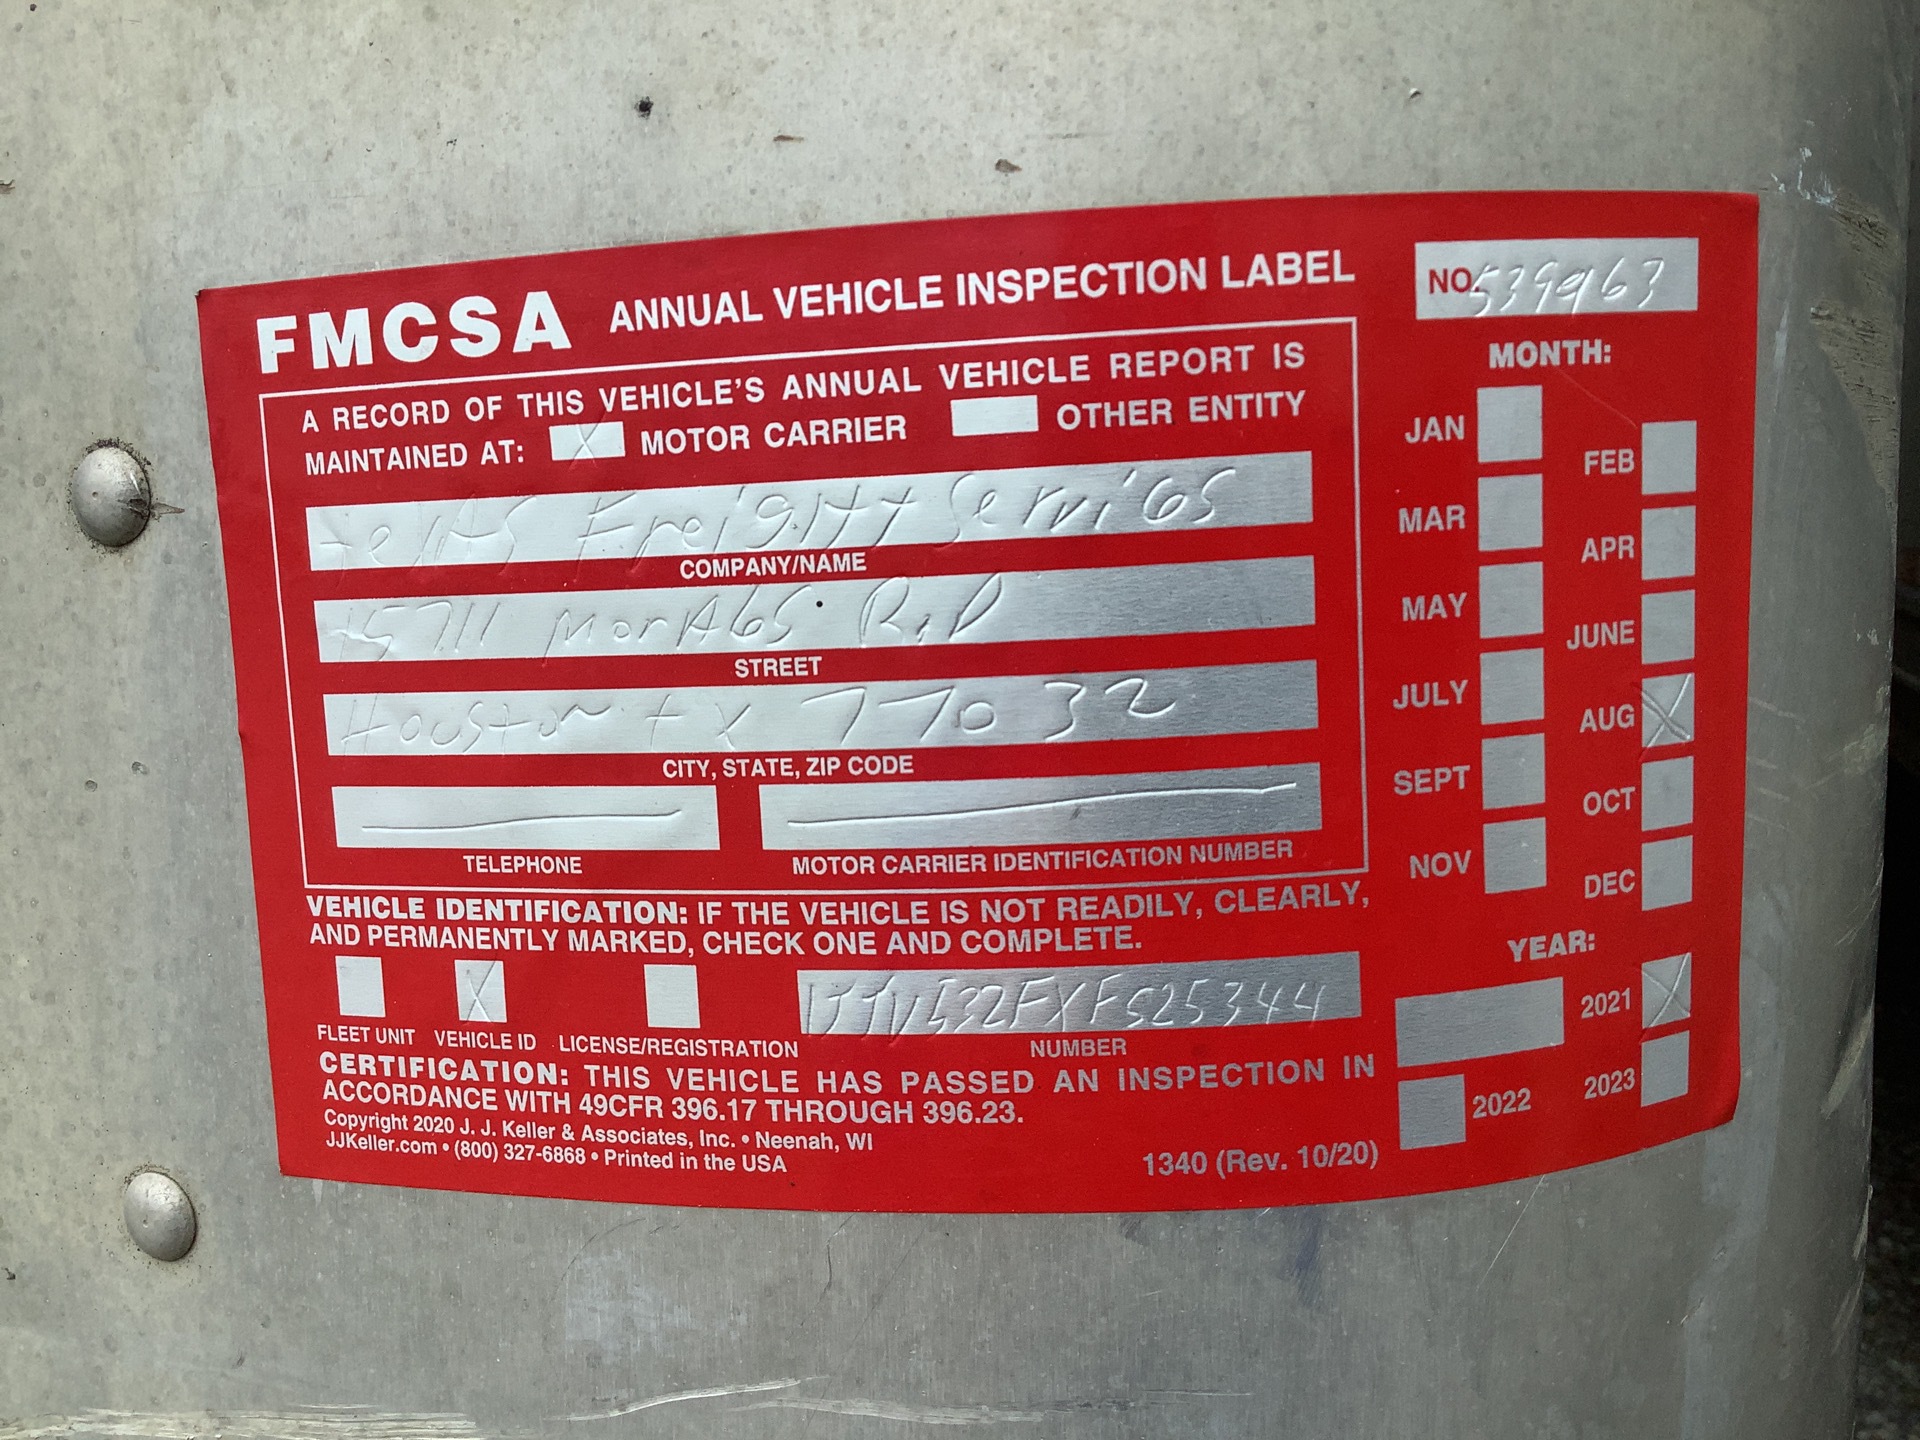 FMCSA ANNUAL VEHICLE INSPECTION LABEL
NO. 5399163
A RECORD OF THIS VEHICLE'S ANNUAL VEHICLE REPORT IS
MAINTAINED AT: X MOTOR CARRIER OTHER ENTITY
texas Freight Services
COMPANY/NAME
15711 Morales Rd
STREET
Houston tx 77032
CITY, STATE, ZIP CODE
TELEPHONE MOTOR CARRIER IDENTIFICATION NUMBER
VEHICLE IDENTIFICATION: IF THE VEHICLE IS NOT READILY, CLEARLY,
AND PERMANENTLY MARKED, CHECK ONE AND COMPLETE.
X 1JJV532FXFS25344
FLEET UNIT VEHICLE ID LICENSE/REGISTRATION NUMBER
CERTIFICATION: THIS VEHICLE HAS PASSED AN INSPECTION IN
ACCORDANCE WITH 49CFR 396.17 THROUGH 396.23.
Copyright 2020 J. J. Keller & Associates, Inc. • Neenah, WI
JJKeller.com • (800) 327-6868 • Printed in the USA
1340 (Rev. 10/20)
MONTH:
JAN
FEB
MAR
APR
MAY
JUNE
JULY
AUG X
SEPT
OCT
NOV
DEC
YEAR:
2021 X
2022
2023